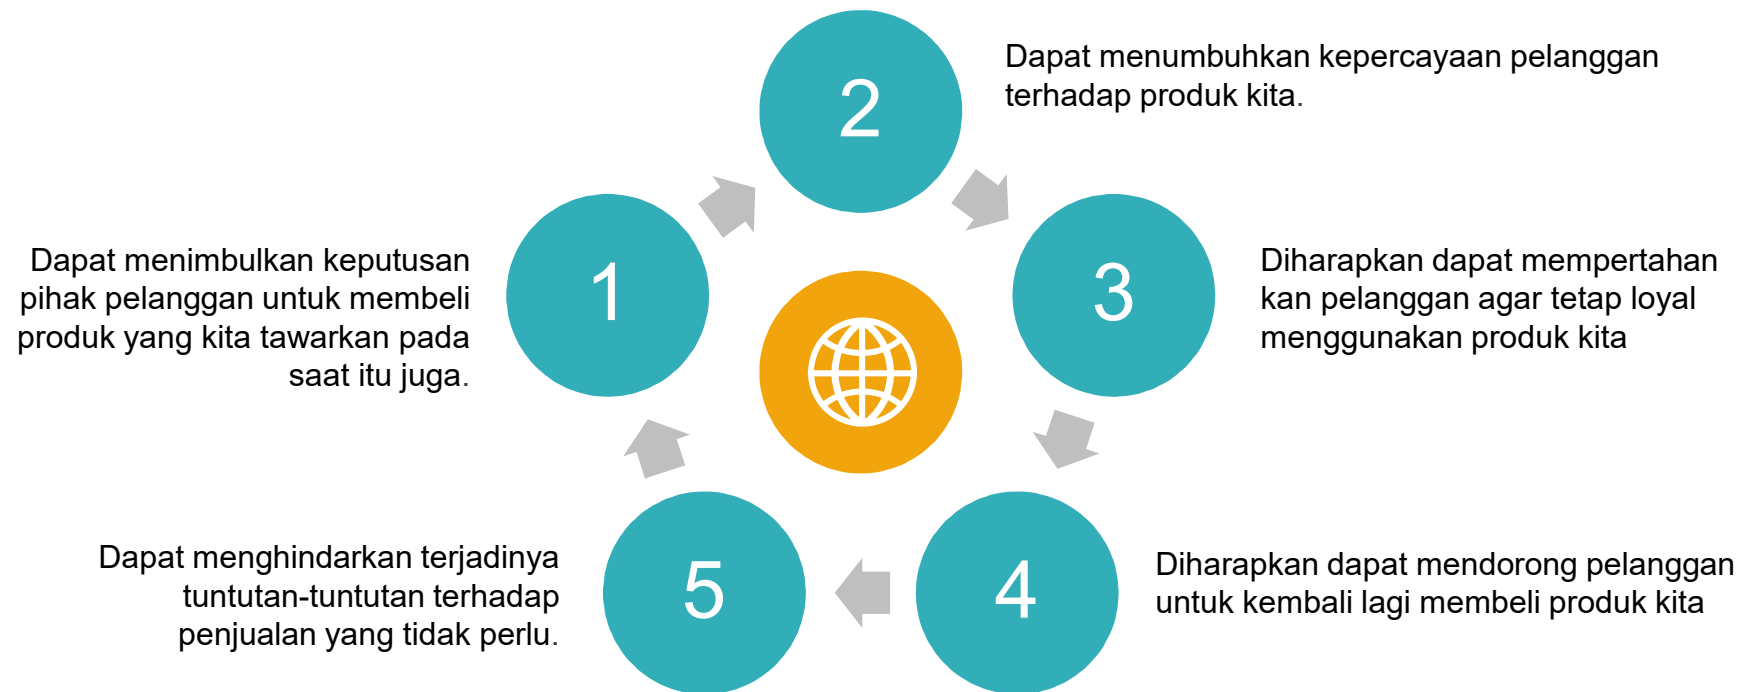 1
Dapat menimbulkan keputusan
pihak pelanggan untuk membeli
produk yang kita tawarkan pada
saat itu juga.
2
Dapat menumbuhkan kepercayaan pelanggan
terhadap produk kita.
3
Diharapkan dapat mempertahan
kan pelanggan agar tetap loyal
menggunakan produk kita
4
Diharapkan dapat mendorong pelanggan
untuk kembali lagi membeli produk kita
5
Dapat menghindarkan terjadinya
tuntutan-tuntutan terhadap
penjualan yang tidak perlu.